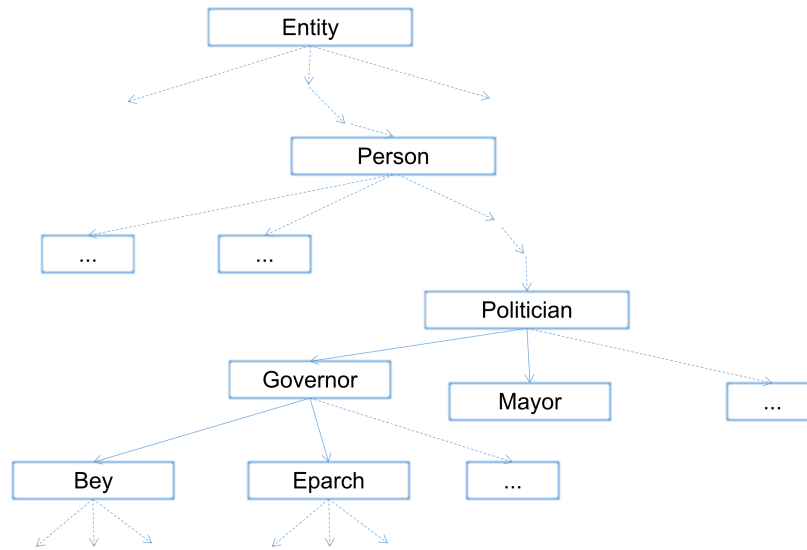 Entity
Person
... ...
Politician
Governor Mayor ...
Bey Eparch ...